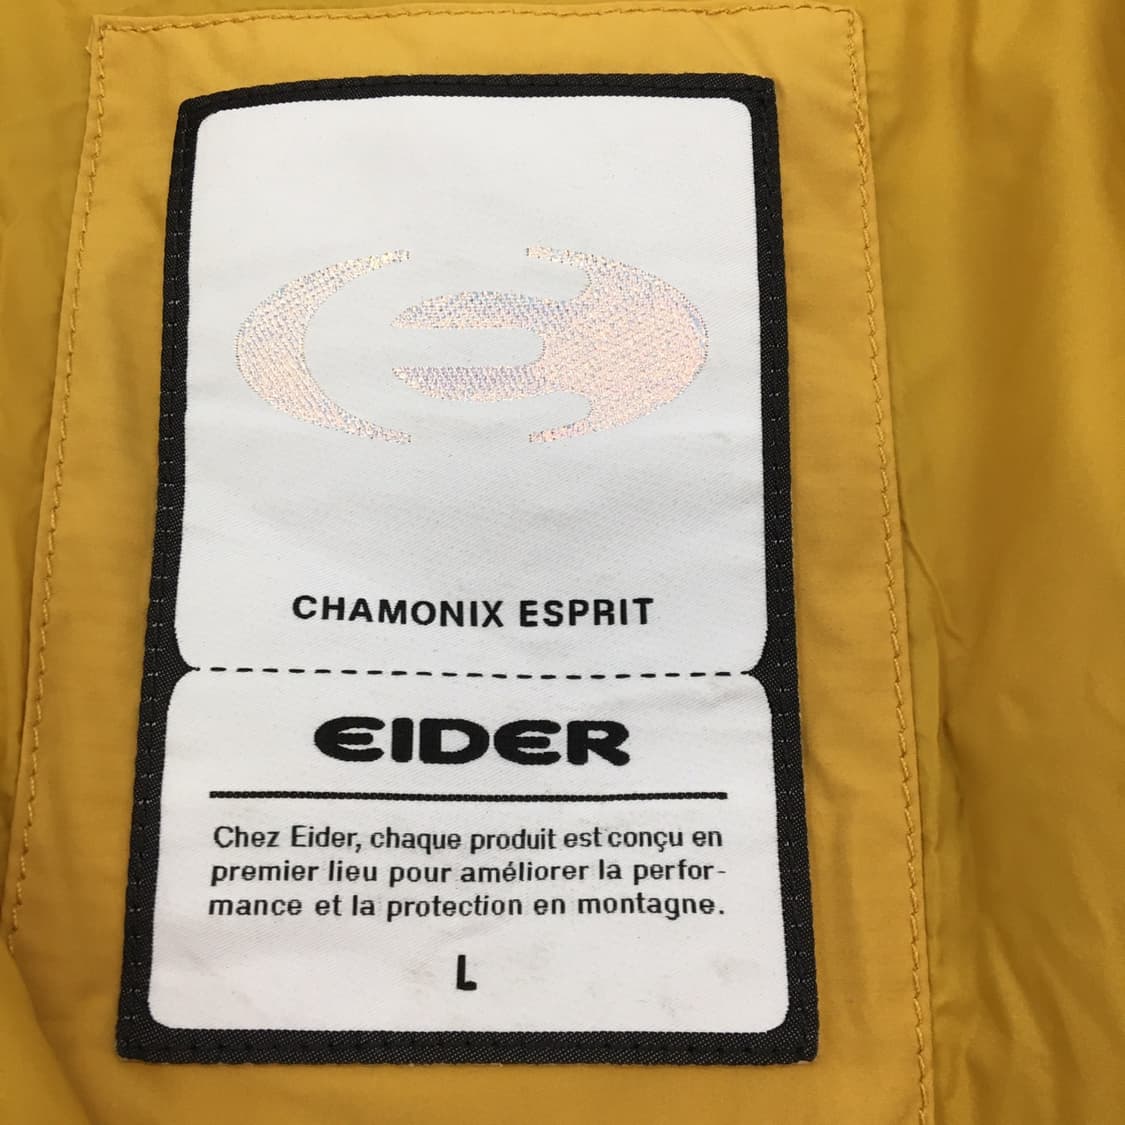 CHAMONIX ESPRIT
EIDER
Chez Eider, chaque produit est conçu en
premier lieu pour améliorer la perfor-
mance et la protection en montagne.
L